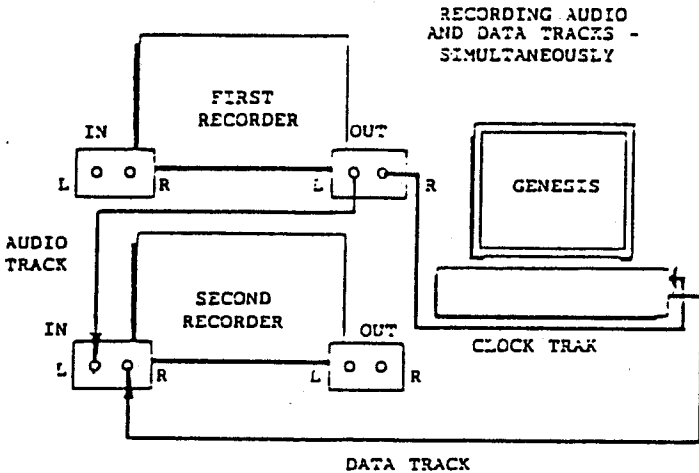 RECORDING AUDIO
AND DATA TRACKS -
SIMULTANEOUSLY
FIRST
RECORDER
IN
OUT
L
R
L
R
GENESIS
AUDIO
TRACK
SECOND
RECORDER
IN
OUT
L
R
L
R
CLOCK TRAK
DATA TRACK